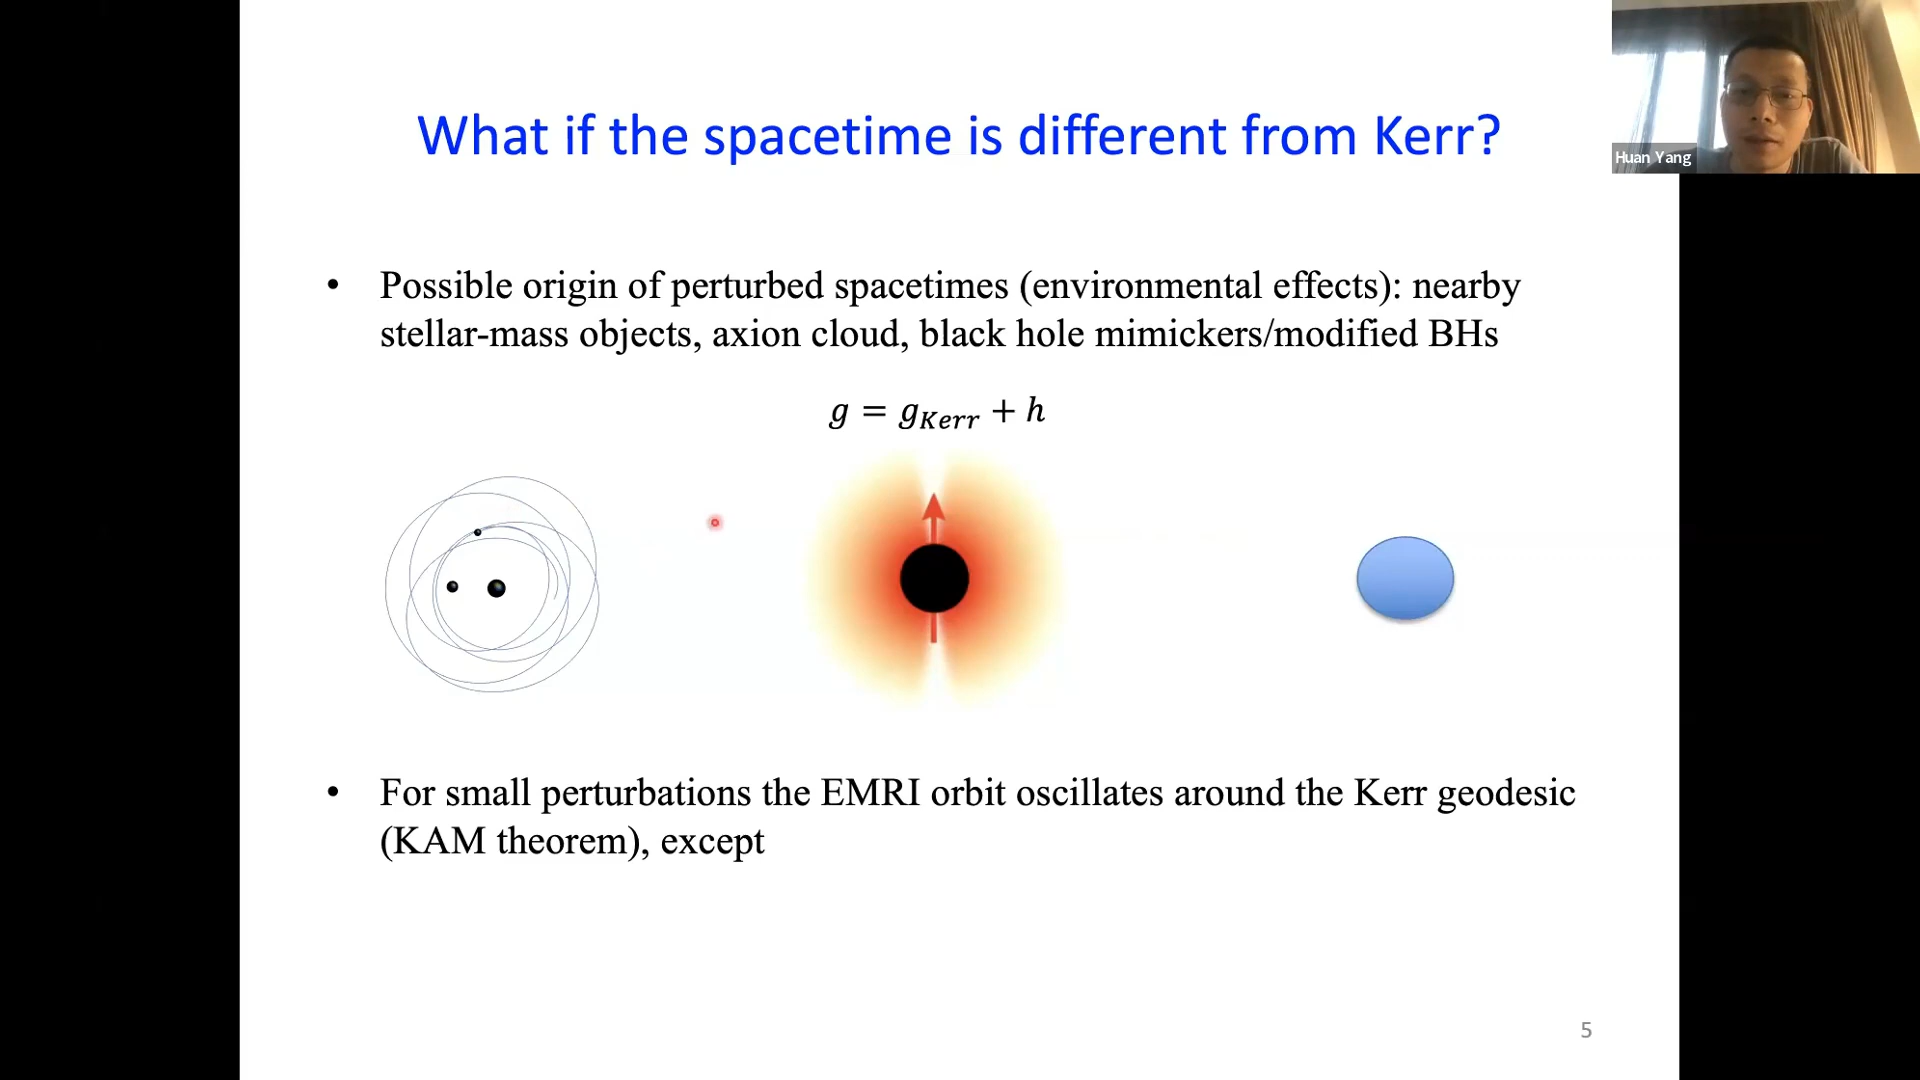 What if the spacetime is different from Kerr?
Huan Yang
• Possible origin of perturbed spacetimes (environmental effects): nearby
stellar-mass objects, axion cloud, black hole mimickers/modified BHs
g = g_{Kerr} + h
• For small perturbations the EMRI orbit oscillates around the Kerr geodesic
(KAM theorem), except
5